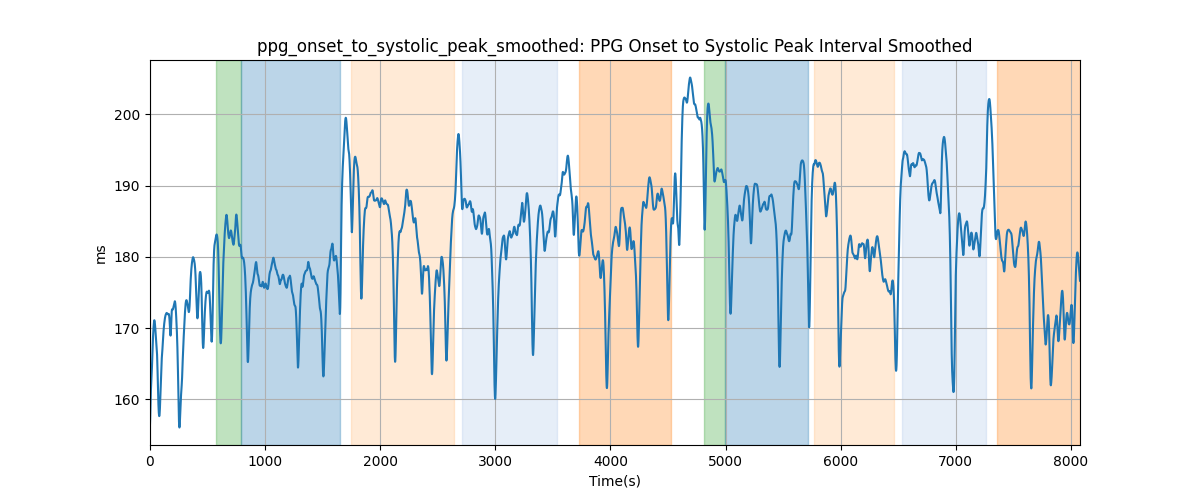 ppg_onset_to_systolic_peak_smoothed: PPG Onset to Systolic Peak Interval Smoothed
200
190
180
170
160
ms
0 1000 2000 3000 4000 5000 6000 7000 8000
Time(s)